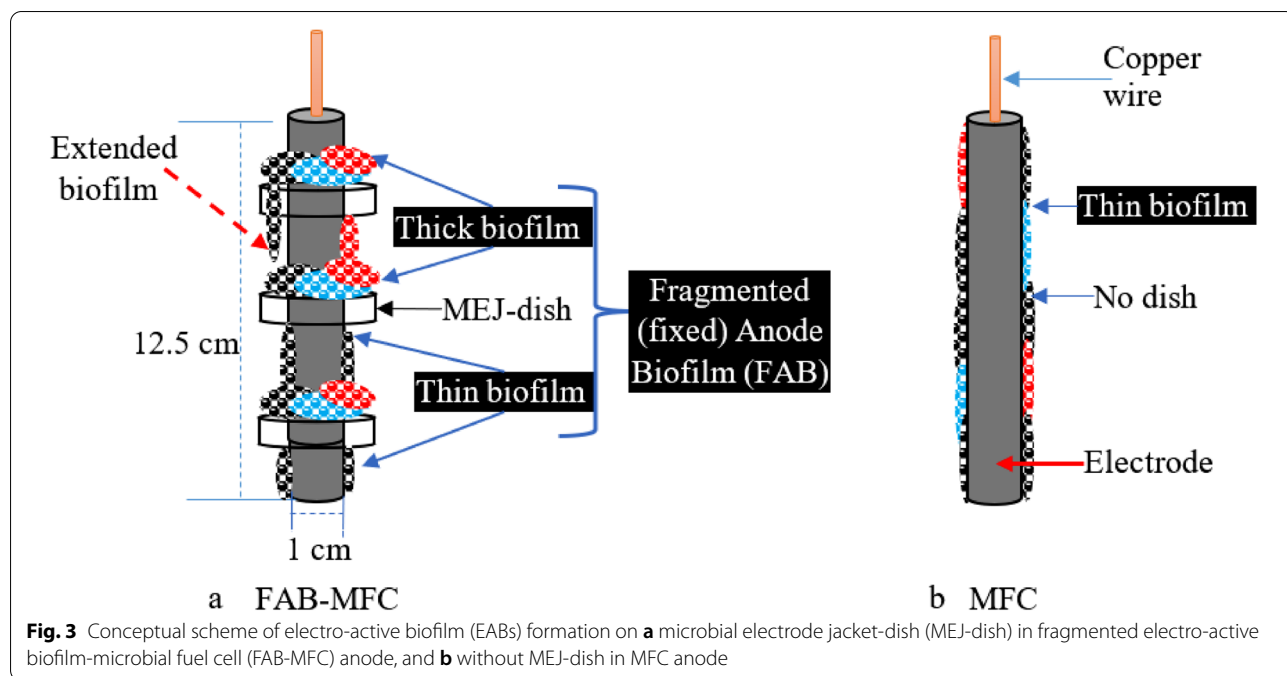 Extended
biofilm
12.5 cm
1 cm
Thick biofilm
MEJ-dish
Thin biofilm
Fragmented
(fixed) Anode
Biofilm (FAB)
a FAB-MFC
Copper
wire
Thin biofilm
No dish
Electrode
b MFC
Fig. 3 Conceptual scheme of electro-active biofilm (EABs) formation on a microbial electrode jacket-dish (MEJ-dish) in fragmented electro-active
biofilm-microbial fuel cell (FAB-MFC) anode, and b without MEJ-dish in MFC anode